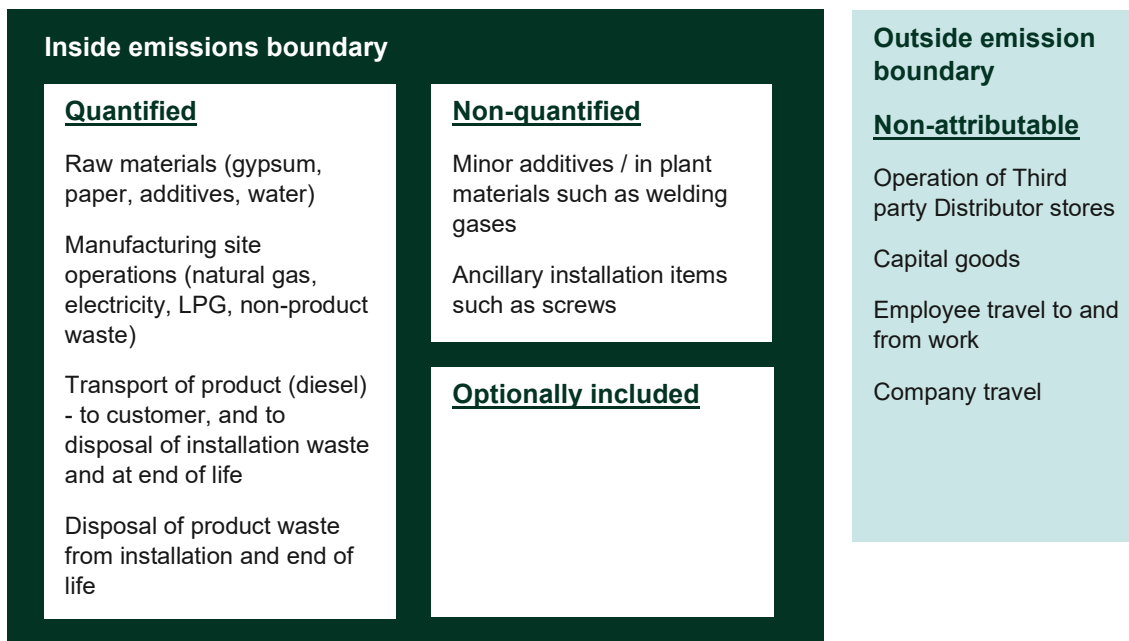 Inside emissions boundary
Quantified
Raw materials (gypsum,
paper, additives, water)
Manufacturing site
operations (natural gas,
electricity, LPG, non-product
waste)
Transport of product (diesel)
- to customer, and to
disposal of installation waste
and at end of life
Disposal of product waste
from installation and end of
life
Non-quantified
Minor additives / in plant
materials such as welding
gases
Ancillary installation items
such as screws
Optionally included
Outside emission
boundary
Non-attributable
Operation of Third
party Distributor stores
Capital goods
Employee travel to and
from work
Company travel